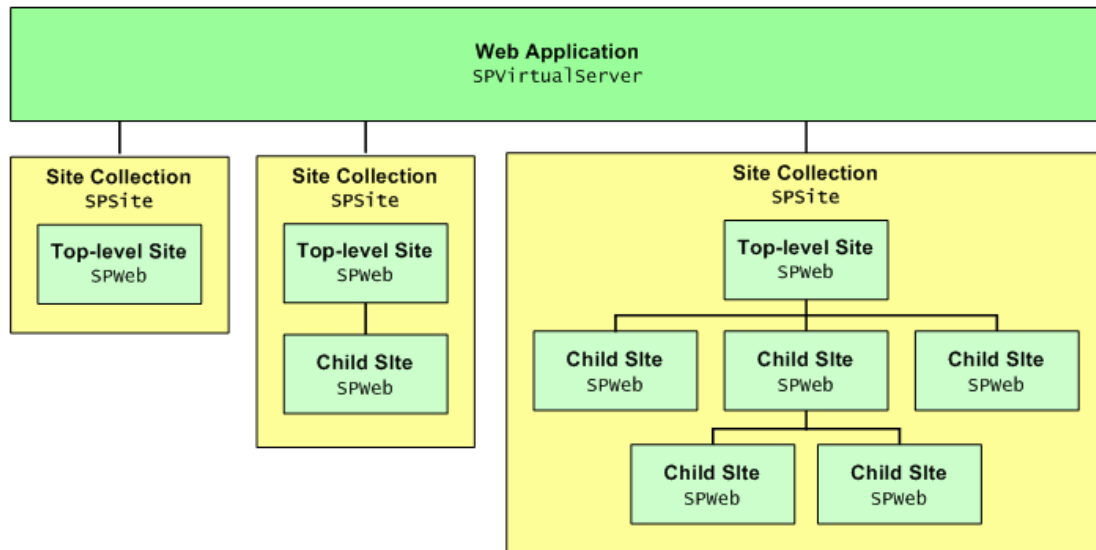 Web Application
SPVirtualServer
Site Collection
SPSite
Top-level Site
SPWeb
Site Collection
SPSite
Top-level Site
SPWeb
Child SIte
SPWeb
Site Collection
SPSite
Top-level Site
SPWeb
Child SIte
SPWeb
Child SIte
SPWeb
Child SIte
SPWeb
Child SIte
SPWeb
Child SIte
SPWeb